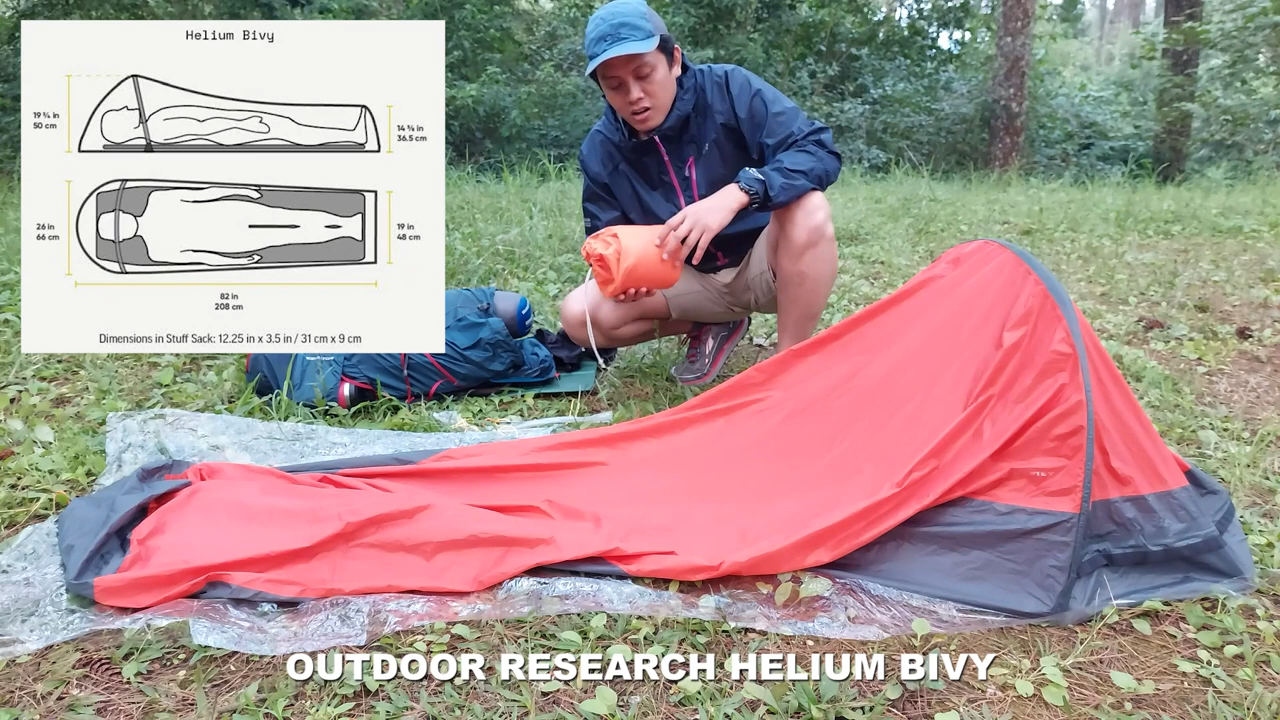 Helium Bivy
19 ¾ in
50 cm
14 ⅜ in
36.5 cm
26 in
66 cm
19 in
48 cm
82 in
208 cm
Dimensions in Stuff Sack: 12.25 in x 3.5 in / 31 cm x 9 cm
OUTDOOR RESEARCH HELIUM BIVY